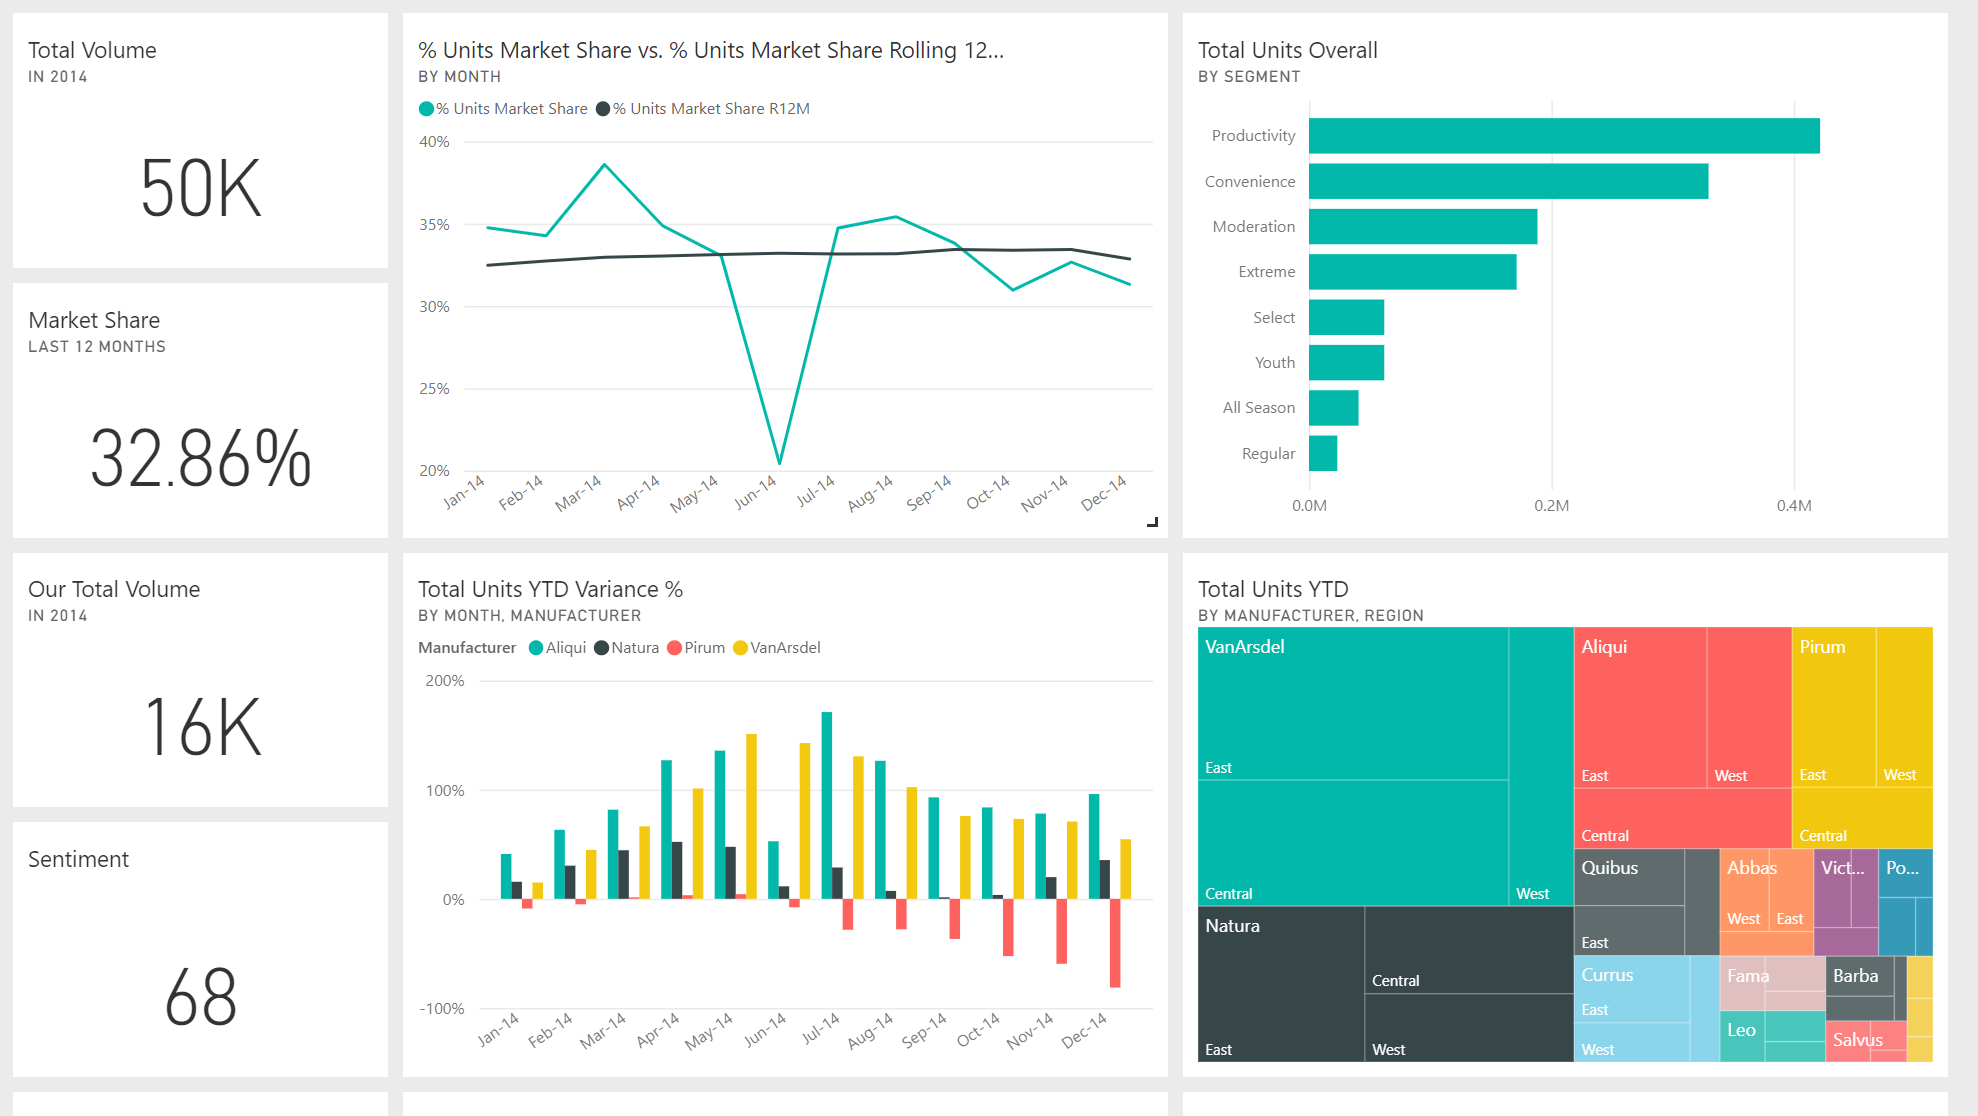 Total Volume
IN 2014
50K
Market Share
LAST 12 MONTHS
32.86%
Our Total Volume
IN 2014
16K
Sentiment
68
% Units Market Share vs. % Units Market Share Rolling 12...
BY MONTH
% Units Market Share % Units Market Share R12M
40%
35%
30%
25%
20%
Jan-14 Feb-14 Mar-14 Apr-14 May-14 Jun-14 Jul-14 Aug-14 Sep-14 Oct-14 Nov-14 Dec-14
Total Units Overall
BY SEGMENT
Productivity
Convenience
Moderation
Extreme
Select
Youth
All Season
Regular
0.0M 0.2M 0.4M
Total Units YTD Variance %
BY MONTH, MANUFACTURER
Manufacturer Aliqui Natura Pirum VanArsdel
200%
100%
0%
-100%
Jan-14 Feb-14 Mar-14 Apr-14 May-14 Jun-14 Jul-14 Aug-14 Sep-14 Oct-14 Nov-14 Dec-14
Total Units YTD
BY MANUFACTURER, REGION
VanArsdel
East
Central
West
Natura
East
Central
West
Aliqui
East
West
Central
Pirum
East
West
Central
Quibus
East
Currus
East
West
Abbas
West
East
Vict...
Po...
Fama
Barba
Leo
Salvus